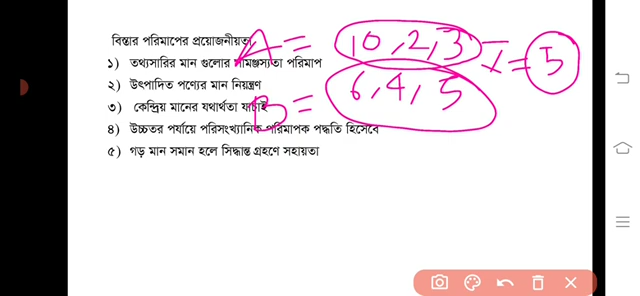 বিস্তার পরিমাপের প্রয়োজনীয়তা A = 10, 2, 3
১) তথ্যসারির মান গুলোর সামঞ্জস্যতা পরিমাপ x̄ = 5
২) উৎপাদিত পণ্যের মান নিয়ন্ত্রণ
৩) কেন্দ্রিয় মানের যথার্থতা যাচাই B = 6, 4, 5
৪) উচ্চতর পর্যায়ে পরিসংখ্যানিক পরিমাপক পদ্ধতি হিসেবে
৫) গড় মান সমান হলে সিদ্ধান্ত গ্রহণে সহায়তা